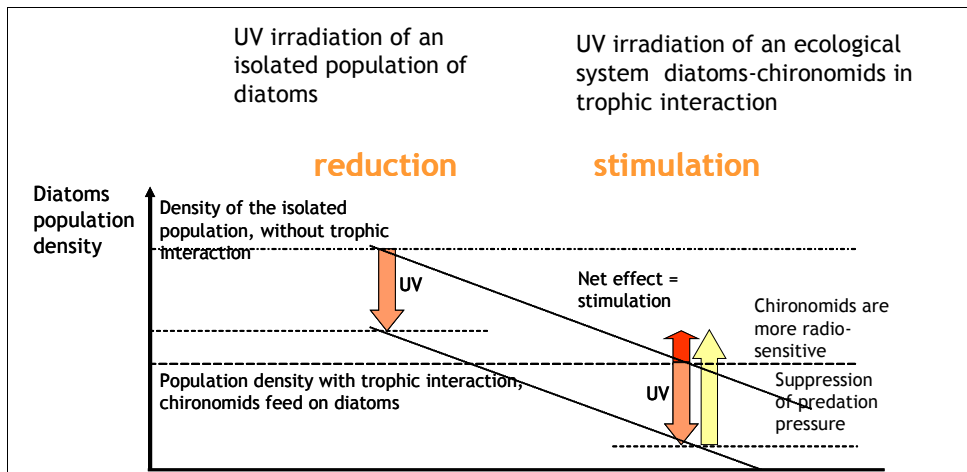 UV irradiation of an
isolated population of
diatoms
UV irradiation of an ecological
system diatoms-chironomids in
trophic interaction
reduction
stimulation
Diatoms
population
density
Density of the isolated
population, without trophic
interaction
UV
Net effect =
stimulation
Chironomids are
more radio-
sensitive
Population density with trophic interaction,
chironomids feed on diatoms
UV
Suppression
of predation
pressure